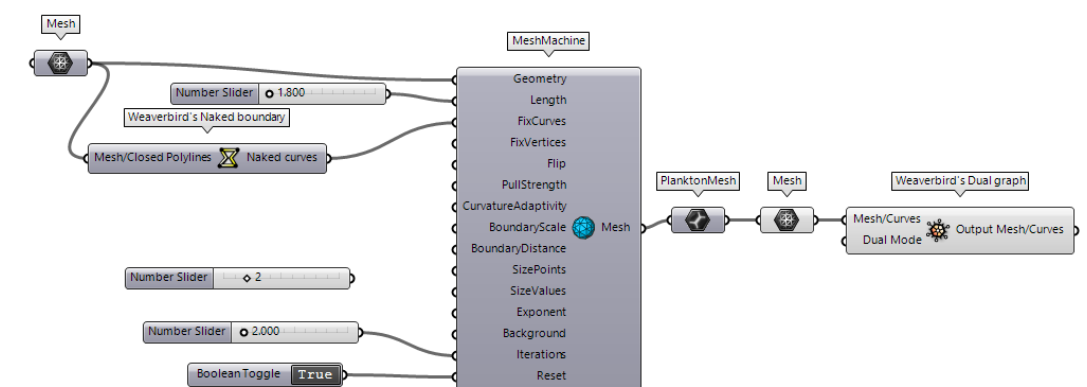 Mesh
MeshMachine
Number Slider 1.800
Weaverbird's Naked boundary
Mesh/Closed Polylines Naked curves
Geometry
Length
FixCurves
FixVertices
Flip
PullStrength
CurvatureAdaptivity
BoundaryScale
BoundaryDistance
SizePoints
SizeValues
Exponent
Background
Iterations
Reset
Mesh
Number Slider 2
Number Slider 2.000
Boolean Toggle True
PlanktonMesh
Mesh
Weaverbird's Dual graph
Mesh/Curves
Dual Mode
Output Mesh/Curves